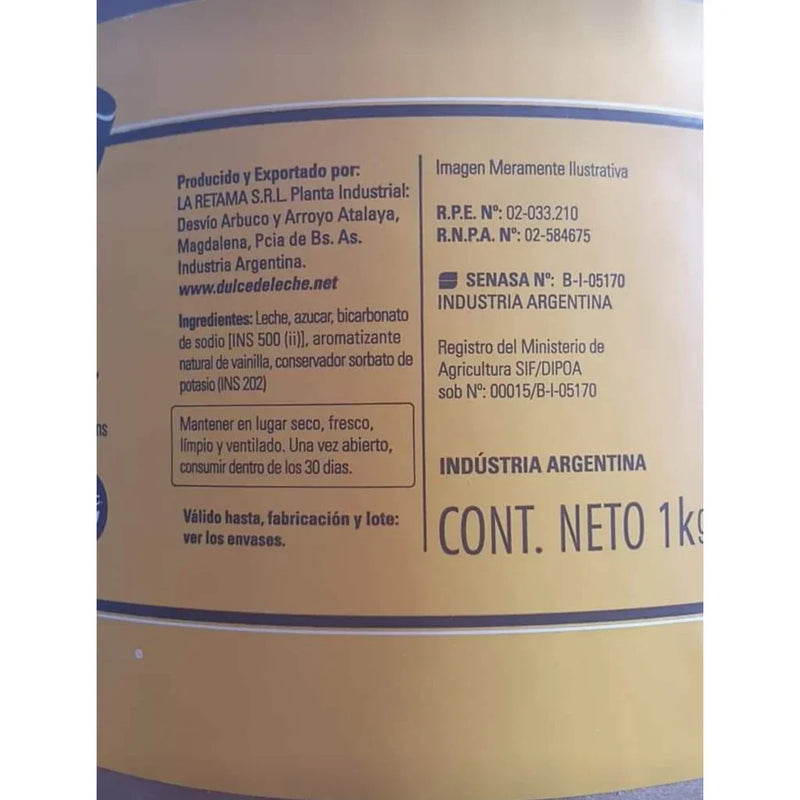 Producido y Exportado por:
LA RETAMA S.R.L. Planta Industrial:
Desvío Arbuco y Arroyo Atalaya,
Magdalena, Pcia de Bs. As.
Industria Argentina.
www.dulcedeleche.net
Ingredientes: Leche, azucar, bicarbonato
de sodio [INS 500 (ii)], aromatizante
natural de vainilla, conservador sorbato de
potasio (INS 202)
Mantener en lugar seco, fresco,
límpio y ventilado. Una vez abierto,
consumir dentro de los 30 dias.
Válido hasta, fabricación y lote:
ver los envases.
Imagen Meramente Ilustrativa
R.P.E. Nº: 02-033.210
R.N.P.A. Nº: 02-584675
SENASA Nº: B-I-05170
INDUSTRIA ARGENTINA
Registro del Ministerio de
Agricultura SIF/DIPOA
sob Nº: 00015/B-I-05170
INDÚSTRIA ARGENTINA
CONT. NETO 1kg
ns